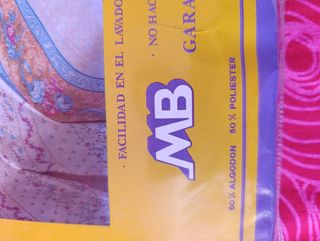 · FACILIDAD EN EL LAVADO
· NO HAC
GARA
MB
50% ALGODON 50% POLIESTER